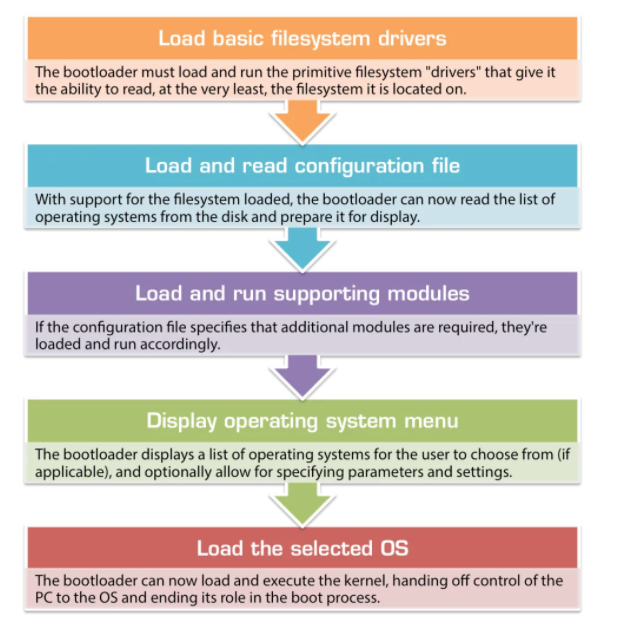 Load basic filesystem drivers
The bootloader must load and run the primitive filesystem "drivers" that give it
the ability to read, at the very least, the filesystem it is located on.
Load and read configuration file
With support for the filesystem loaded, the bootloader can now read the list of
operating systems from the disk and prepare it for display.
Load and run supporting modules
If the configuration file specifies that additional modules are required, they're
loaded and run accordingly.
Display operating system menu
The bootloader displays a list of operating systems for the user to choose from (if
applicable), and optionally allow for specifying parameters and settings.
Load the selected OS
The bootloader can now load and execute the kernel, handing off control of the
PC to the OS and ending its role in the boot process.